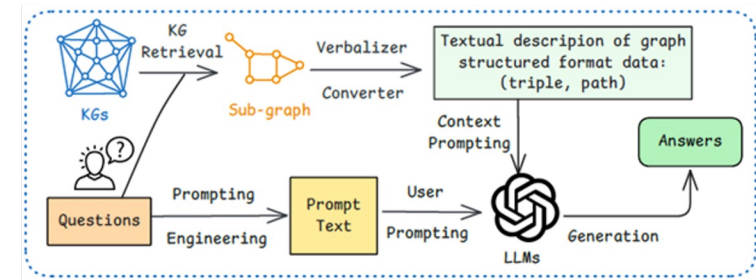 KG
Retrieval
KGs
Sub-graph
Verbalizer
Converter
Textual descripion of graph
structured format data:
(triple, path)
Context
Prompting
Answers
?
Questions
Prompting
Engineering
Prompt
Text
User
Prompting
LLMs
Generation